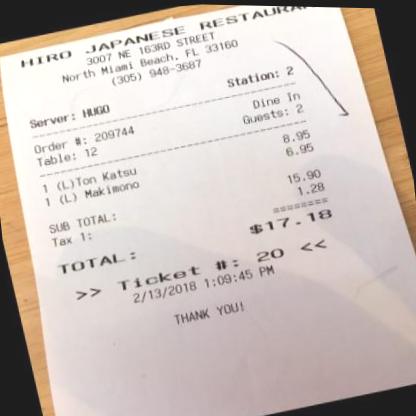 HIRO JAPANESE RESTAURA
3007 NE 163RD STREET
North Miami Beach, FL 33160
(305) 948-3687
Station: 2
Server: HUGO
Dine In
Order #: 209744
Guests: 2
Table: 12
1 (L)Ton Katsu 8.95
1 (L) Makimono 6.95
SUB TOTAL: 15.90
Tax 1: 1.28
========
TOTAL: $17.18
>> Ticket #: 20 <<
2/13/2018 1:09:45 PM
THANK YOU!